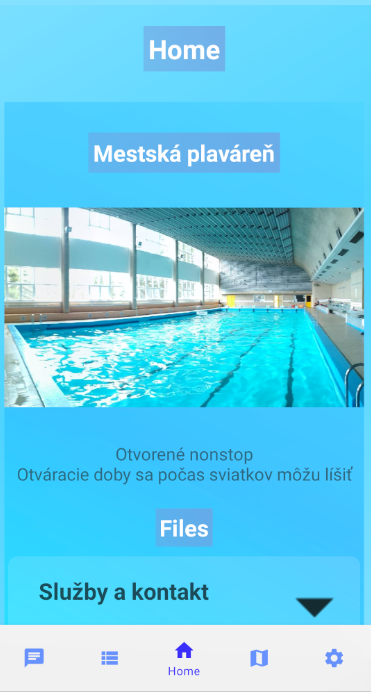 Home
Mestská plaváreň
Otvorené nonstop
Otváracie doby sa počas sviatkov môžu líšiť
Files
Služby a kontakt
Home